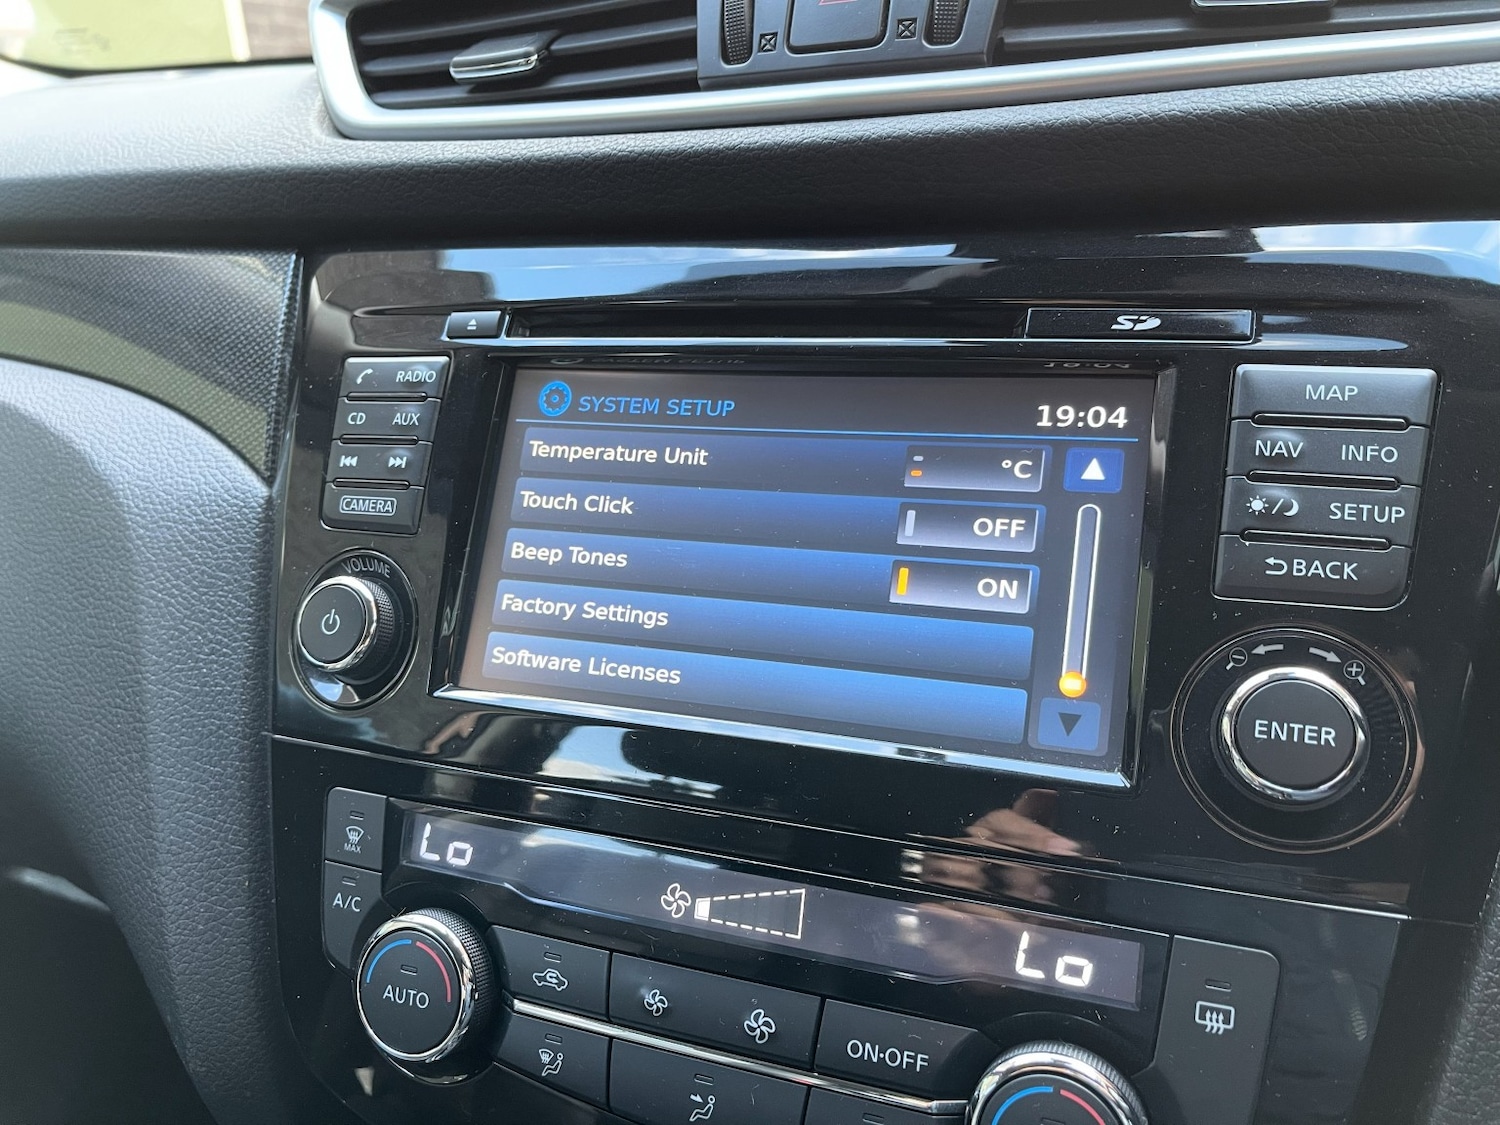 SD
RADIO
CD AUX
CAMERA
VOLUME
SYSTEM SETUP 19:04
Temperature Unit °C
Touch Click OFF
Beep Tones ON
Factory Settings
Software Licenses
MAP
NAV INFO
SETUP
BACK
ENTER
MAX
A/C
Lo
Lo
AUTO
ON·OFF